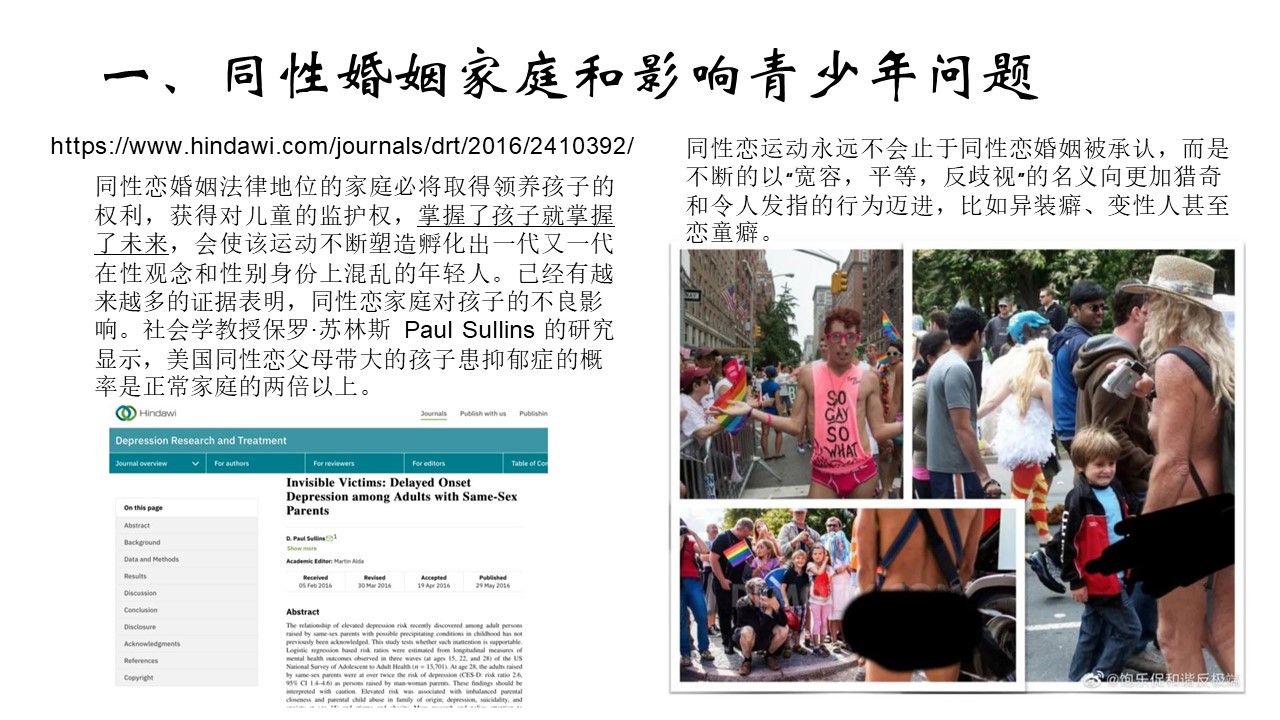 一、同性婚姻家庭和影响青少年问题
https://www.hindawi.com/journals/drt/2016/2410392/
同性恋婚姻法律地位的家庭必将取得领养孩子的
权利，获得对儿童的监护权，掌握了孩子就掌握
了未来，会使该运动不断塑造孵化出一代又一代
在性观念和性别身份上混乱的年轻人。已经有越
来越多的证据表明，同性恋家庭对孩子的不良影
响。社会学教授保罗·苏林斯 Paul Sullins 的研究
显示，美国同性恋父母带大的孩子患抑郁症的概
率是正常家庭的两倍以上。
Hindawi
Journals Publish with us Publishin
Depression Research and Treatment
Journal overview For authors For reviewers For editors Table of Con
Invisible Victims: Delayed Onset
Depression among Adults with Same-Sex
Parents
On this page
Abstract
Background
Data and Methods
Results
Discussion
Conclusion
Disclosure
Acknowledgments
References
Copyright
D. Paul Sullins 1
Show more
Academic Editor: Martin Alda
Received Revised Accepted Published
05 Feb 2016 30 Mar 2016 19 Apr 2016 29 May 2016
Abstract
The relationship of elevated depression risk recently discovered among adult persons
raised by same-sex parents with possible precipitating conditions in childhood has not
previously been acknowledged. This study tests whether such inattention is supportable.
Logistic regression based risk ratios were estimated from longitudinal measures of
mental health outcomes observed in three waves (at ages 15, 22, and 28) of the US
National Survey of Adolescent to Adult Health (n = 15,701). At age 28, the adults raised
by same-sex parents were at over twice the risk of depression (CES-D: risk ratio 2.6,
95% CI 1.4–4.6) as persons raised by man-woman parents. These findings should be
interpreted with caution. Elevated risk was associated with imbalanced parental
closeness and parental child abuse in family of origin; depression, suicidality, and
同性恋运动永远不会止于同性恋婚姻被承认，而是
不断的以“宽容，平等，反歧视”的名义向更加猎奇
和令人发指的行为迈进，比如异装癖、变性人甚至
恋童癖。
SO
GAY
SO
WHAT
@饱乐促和谐反极端